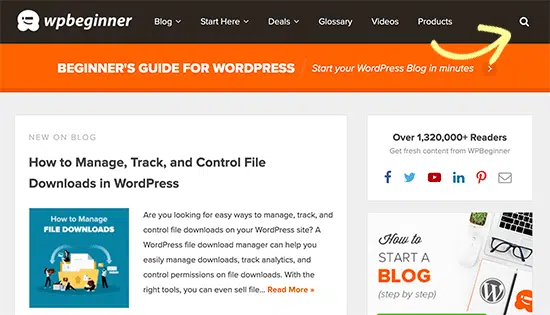 wpbeginner
Blog
Start Here
Deals
Glossary
Videos
Products
BEGINNER'S GUIDE FOR WORDPRESS
Start your WordPress Blog in minutes
NEW ON BLOG
How to Manage, Track, and Control File
Downloads in WordPress
How to Manage
FILE DOWNLOADS
Are you looking for easy ways to manage, track, and
control file downloads on your WordPress site? A
WordPress file download manager can help you
easily manage downloads, track analytics, and
control permissions on file downloads. With the
right tools, you can even sell file... Read More »
Over 1,320,000+ Readers
Get fresh content from WPBeginner
How to
START A
BLOG
(step by step)